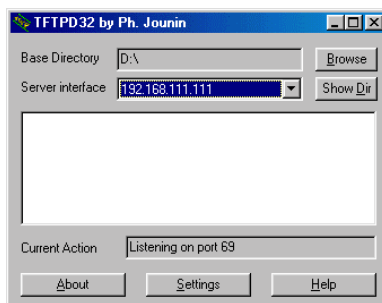 TFTPD32 by Ph. Jounin
Base Directory D:\ Browse
Server interface 192.168.111.111 Show Dir
Current Action Listening on port 69
About Settings Help